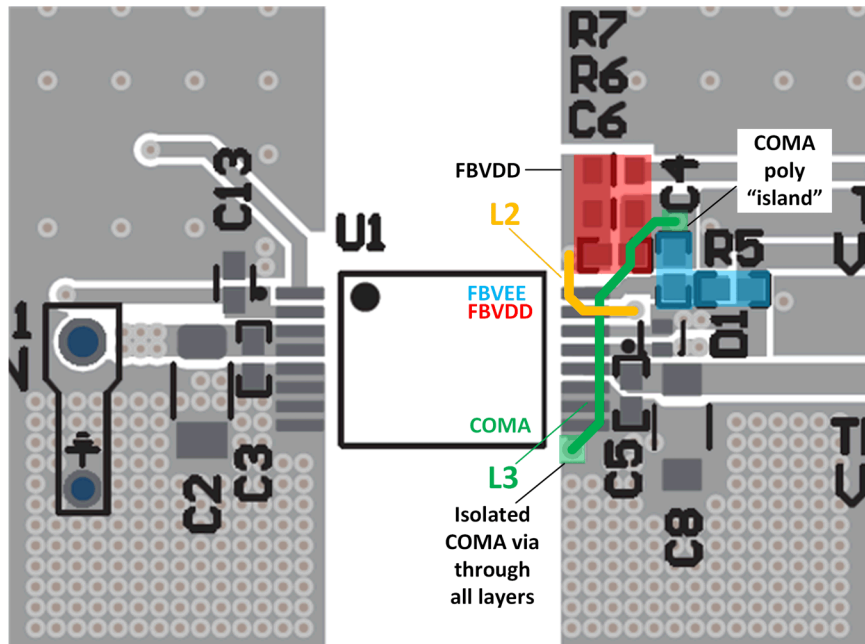 R7
R6
C6
COMA
poly
“island”
FBVDD
C4
C13
L2
U1
R5
FBVEE
FBVDD
1
D1
COMA
L3
C5
C3
C2
C8
Isolated
COMA via
through
all layers